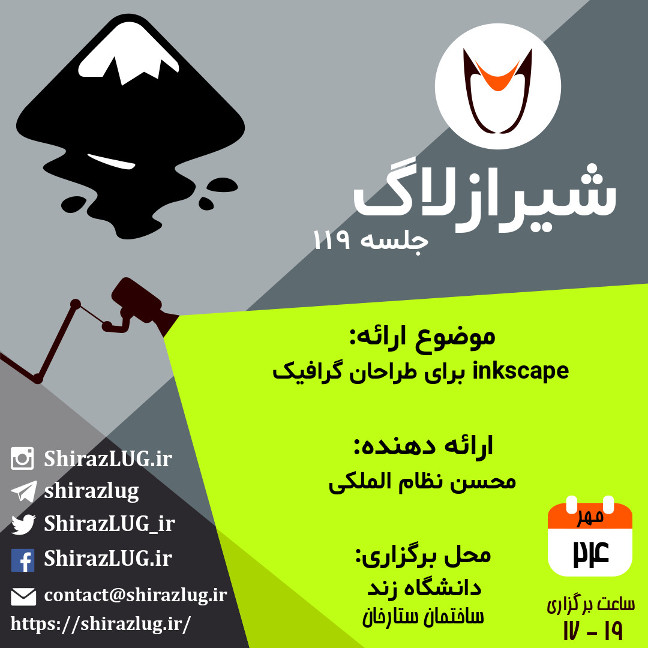 شیرازلاگ
جلسه ۱۱۹
موضوع ارائه:
inkscape برای طراحان گرافیک
ارائه دهنده:
محسن نظام الملکی
محل برگزاری:
دانشگاه زند
ساختمان ستارخان
مهر
۲۴
ساعت برگزاری
۱۷ - ۱۹
ShirazLUG.ir
shirazlug
ShirazLUG_ir
ShirazLUG.ir
contact@shirazlug.ir
https://shirazlug.ir/